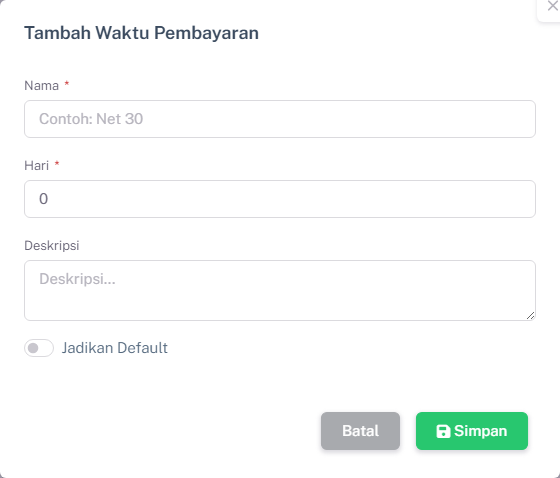 Tambah Waktu Pembayaran
Nama *
Contoh: Net 30
Hari *
0
Deskripsi
Deskripsi...
Jadikan Default
Batal
Simpan